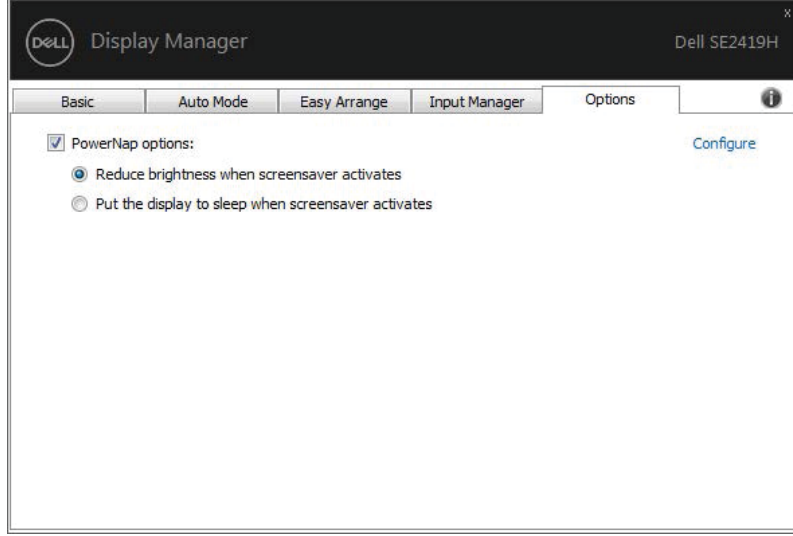 x
DELL Display Manager Dell SE2419H
Basic Auto Mode Easy Arrange Input Manager Options i
PowerNap options: Configure
Reduce brightness when screensaver activates
Put the display to sleep when screensaver activates